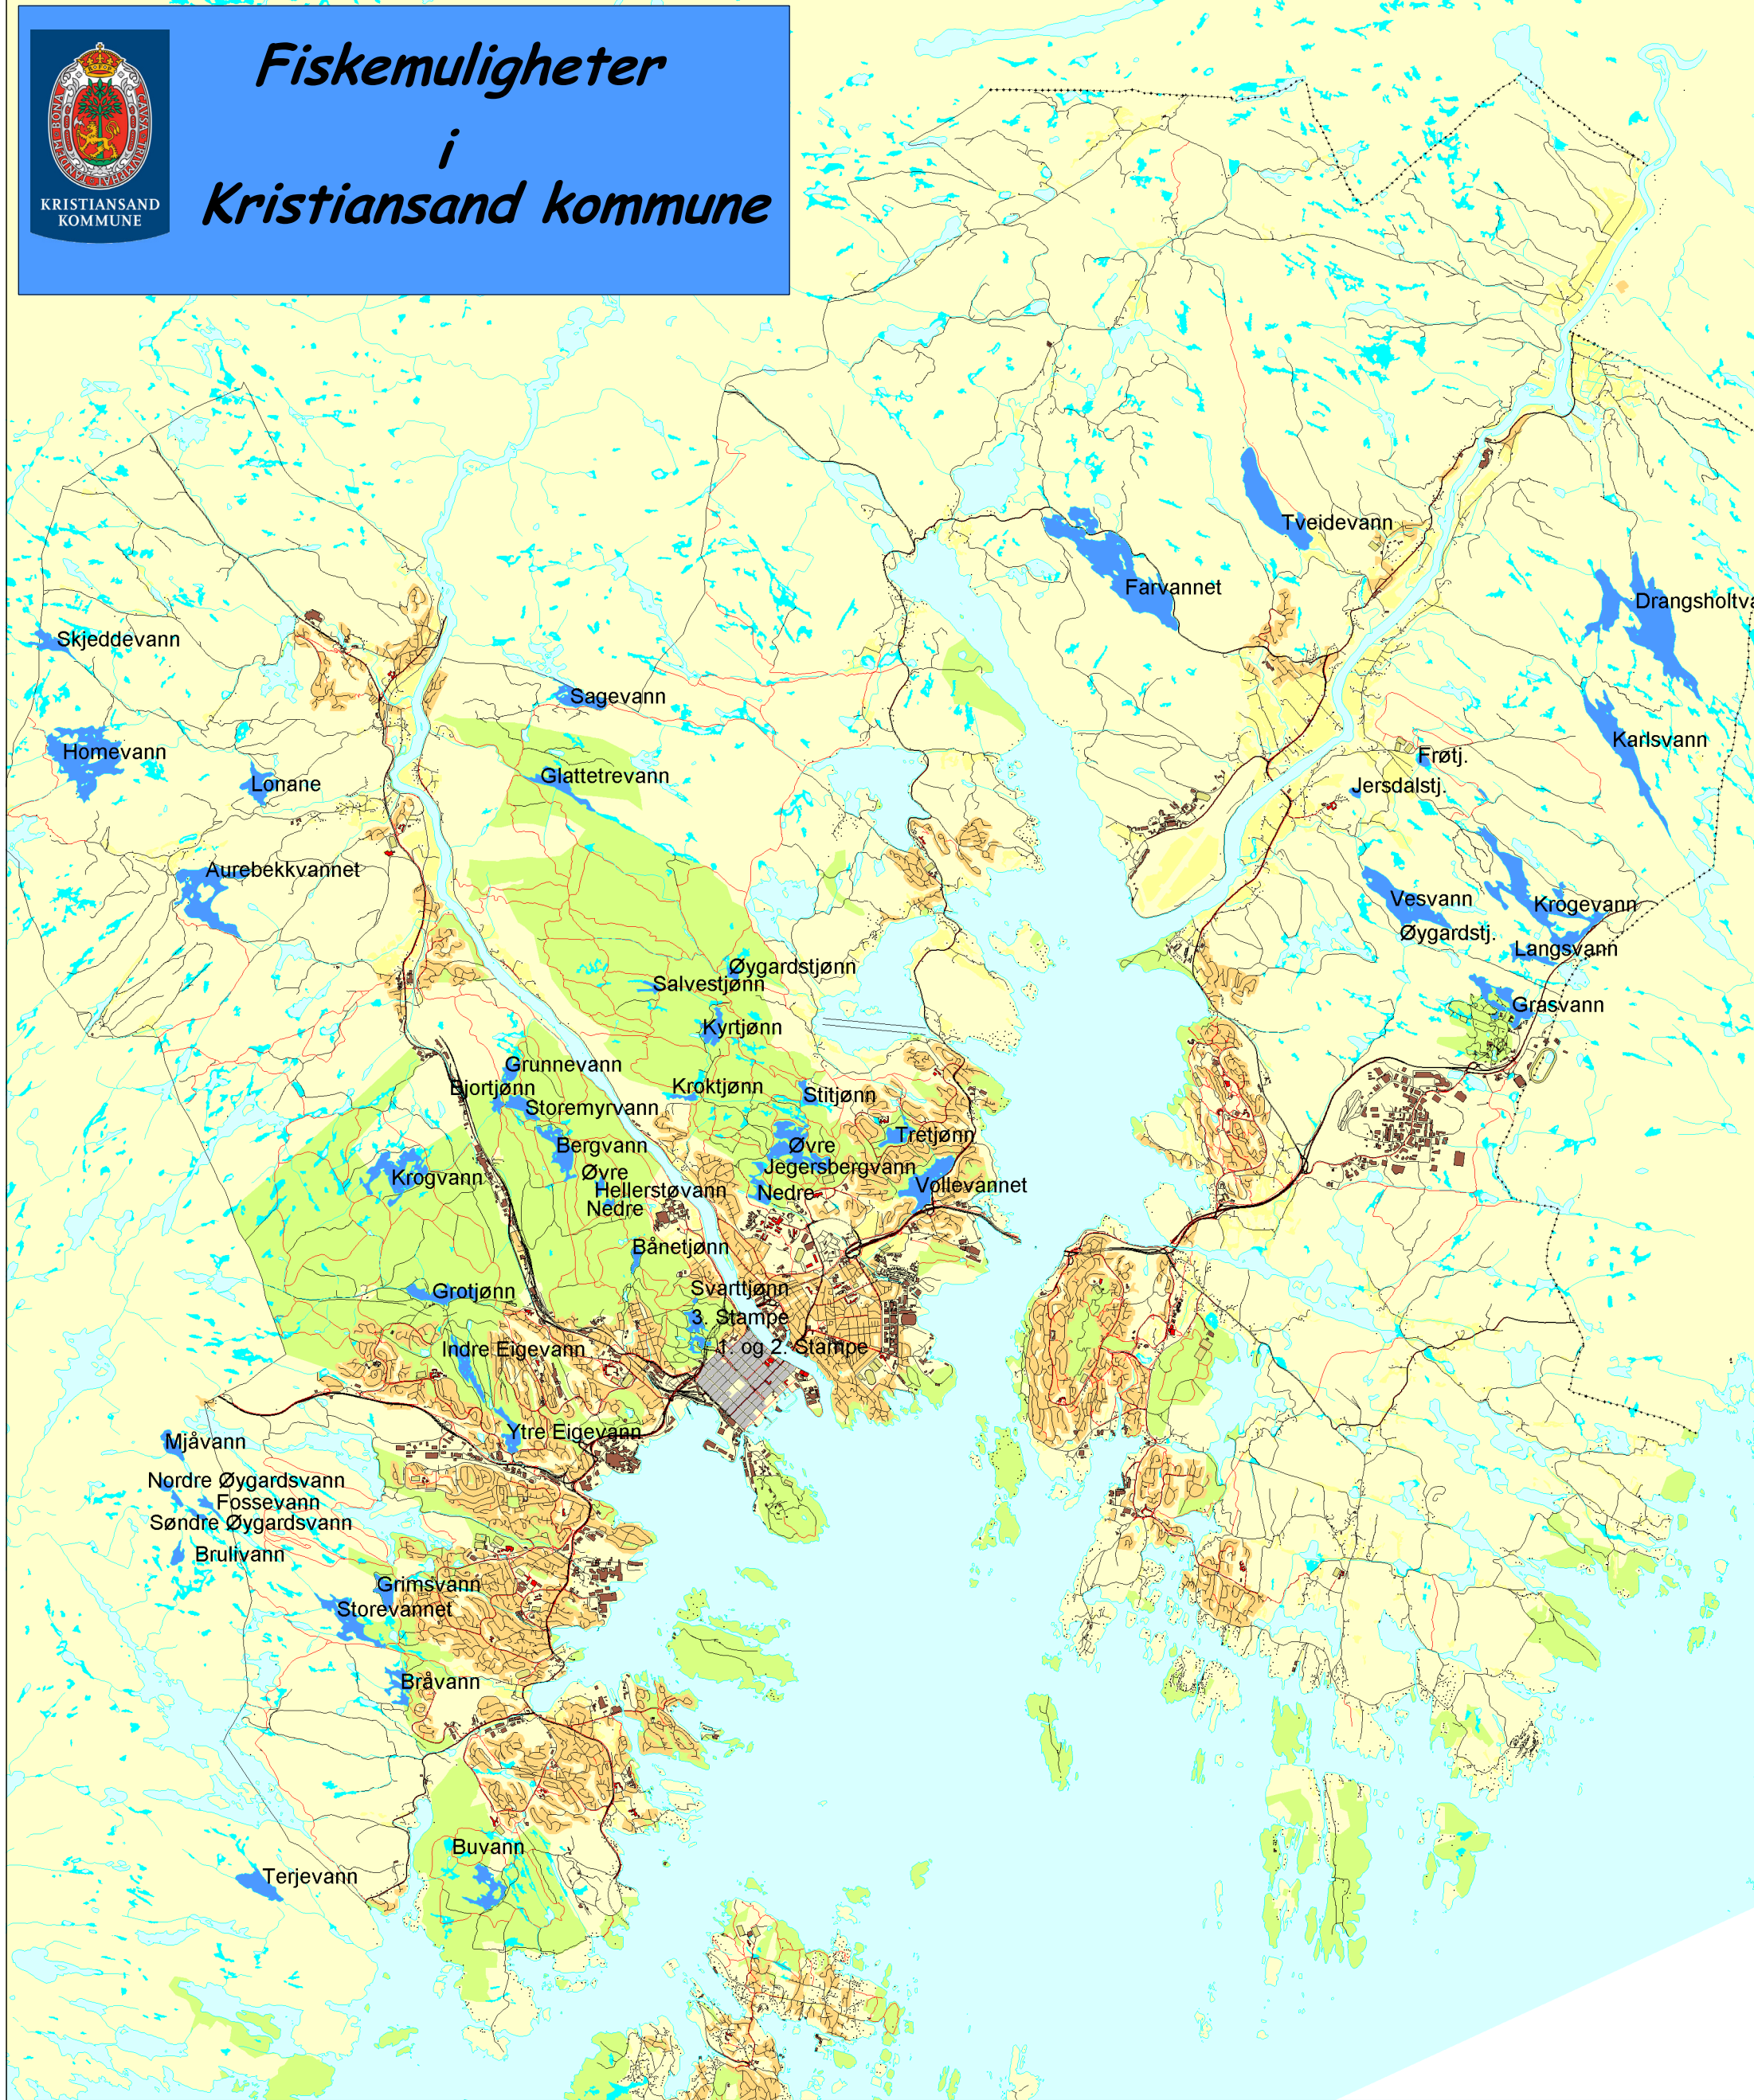 Fiskemuligheter
i
Kristiansand kommune
KRISTIANSAND
KOMMUNE
Tveidevann
Farvannet
Drangsholtva
Skjeddevann
Sagevann
Karlsvann
Homevann
Frøtj.
Glattetrevann
Lonane
Jersdalstj.
Aurebekkvannet
Vesvann
Krogevann
Øygardstj.
Langsvann
Øygardstjønn
Salvestjønn
Grasvann
Kyrtjønn
Grunnevann
Bjortjønn
Kroktjønn
Stitjønn
Storemyrvann
Tretjønn
Bergvann
Øvre
Jegersbergvann
Øvre
Krogvann
Vollevannet
Hellerstøvann
Nedre
Nedre
Bånetjønn
Svarttjønn
Grotjønn
3. Stampe
1. og 2. Stampe
Indre Eigevann
Ytre Eigevann
Mjåvann
Nordre Øygardsvann
Fossevann
Søndre Øygardsvann
Brulivann
Grimsvann
Storevannet
Bråvann
Buvann
Terjevann